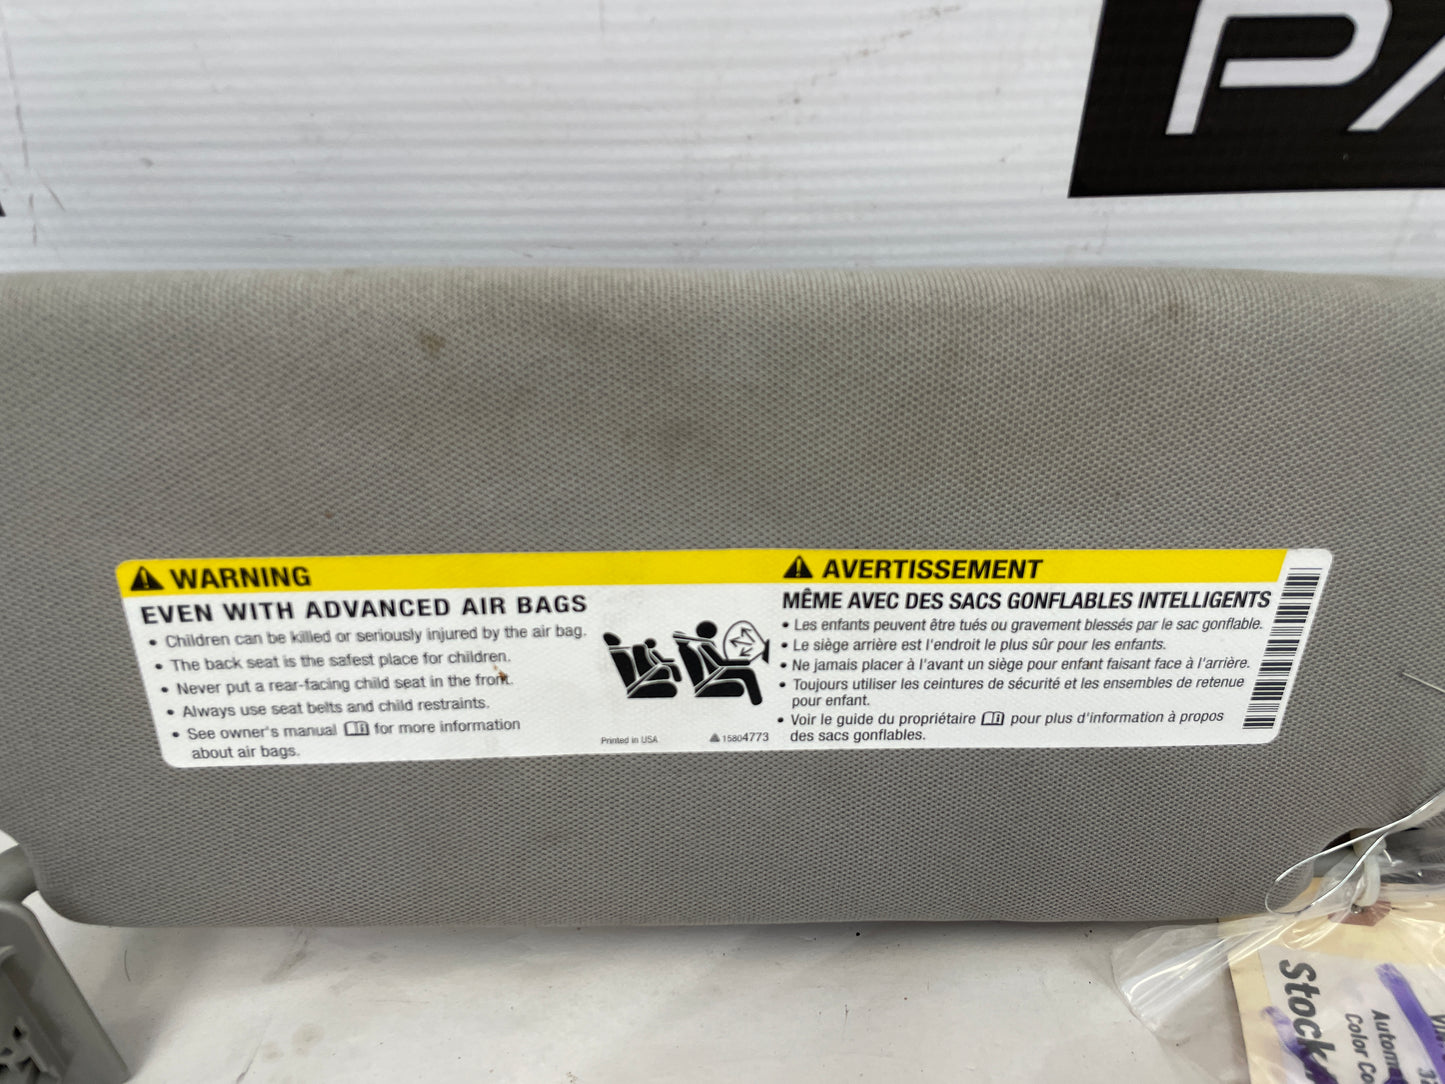 PA
WARNING
EVEN WITH ADVANCED AIR BAGS
• Children can be killed or seriously injured by the air bag.
• The back seat is the safest place for children.
• Never put a rear-facing child seat in the front.
• Always use seat belts and child restraints.
• See owner's manual for more information
about air bags.
Printed in USA
15804773
AVERTISSEMENT
MÊME AVEC DES SACS GONFLABLES INTELLIGENTS
• Les enfants peuvent être tués ou gravement blessés par le sac gonflable.
• Le siège arrière est l'endroit le plus sûr pour les enfants.
• Ne jamais placer à l'avant un siège pour enfant faisant face à l'arrière.
• Toujours utiliser les ceintures de sécurité et les ensembles de retenue
pour enfant.
• Voir le guide du propriétaire pour plus d'information à propos
des sacs gonflables.
Stock
Color Co